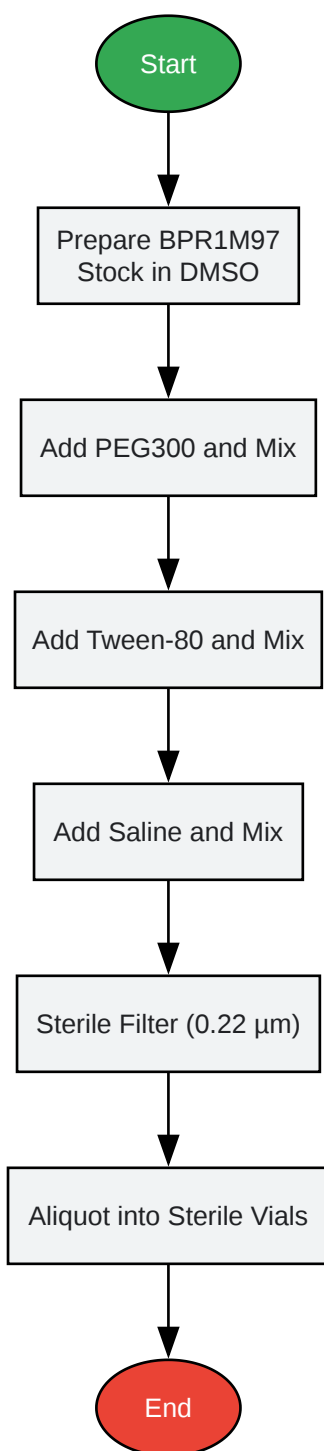 Start
Prepare BPR1M97
Stock in DMSO
Add PEG300 and Mix
Add Tween-80 and Mix
Add Saline and Mix
Sterile Filter (0.22 µm)
Aliquot into Sterile Vials
End